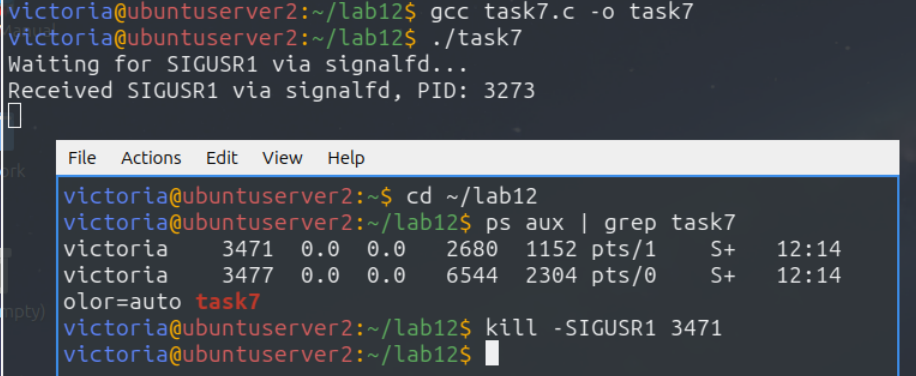 victoria@ubuntuserver2:~/lab12$ gcc task7.c -o task7
victoria@ubuntuserver2:~/lab12$ ./task7
Waiting for SIGUSR1 via signalfd...
Received SIGUSR1 via signalfd, PID: 3273
File Actions Edit View Help
victoria@ubuntuserver2:~$ cd ~/lab12
victoria@ubuntuserver2:~/lab12$ ps aux | grep task7
victoria 3471 0.0 0.0 2680 1152 pts/1 S+ 12:14
victoria 3477 0.0 0.0 6544 2304 pts/0 S+ 12:14
olor=auto task7
victoria@ubuntuserver2:~/lab12$ kill -SIGUSR1 3471
victoria@ubuntuserver2:~/lab12$